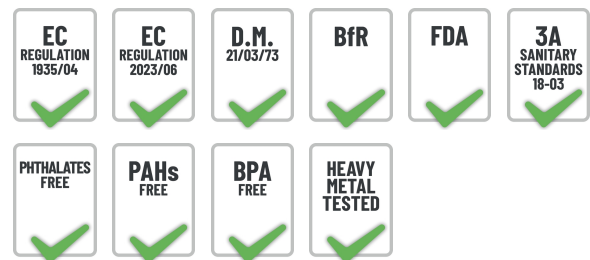 EC
REGULATION
1935/04
EC
REGULATION
2023/06
D.M.
21/03/73
BfR
FDA
3A
SANITARY
STANDARDS
18-03
PHTHALATES
FREE
PAHs
FREE
BPA
FREE
HEAVY
METAL
TESTED